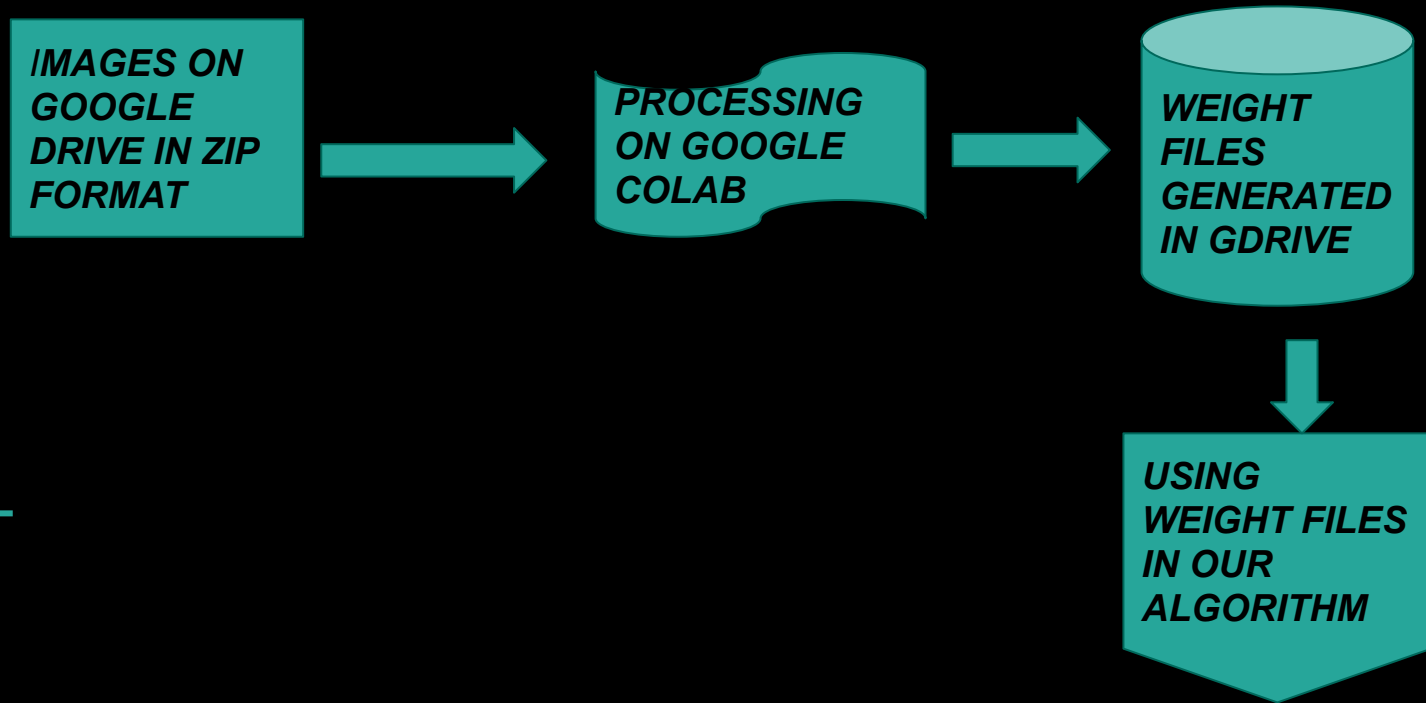 IMAGES ON
GOOGLE
DRIVE IN ZIP
FORMAT
PROCESSING
ON GOOGLE
COLAB
WEIGHT
FILES
GENERATED
IN GDRIVE
USING
WEIGHT FILES
IN OUR
ALGORITHM